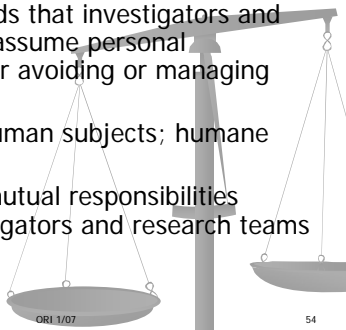 ds that investigators and
assume personal
r avoiding or managing
uman subjects; humane
mutual responsibilities
igators and research teams
ORI 1/07
54